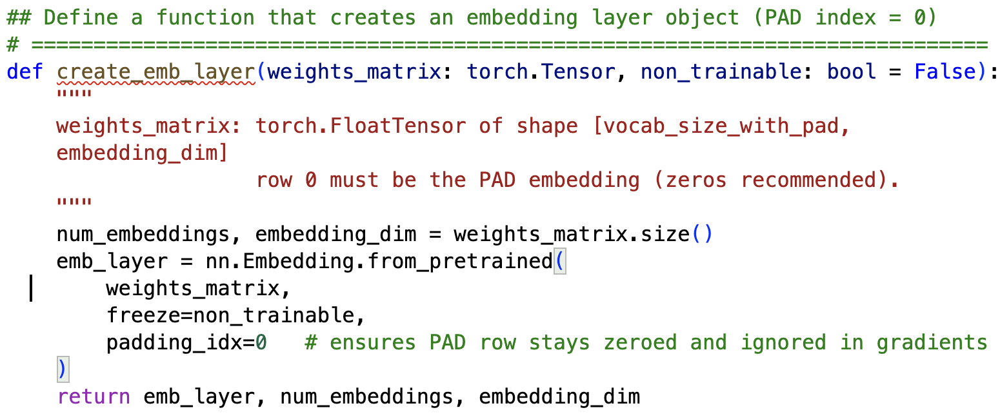 ## Define a function that creates an embedding layer object (PAD index = 0)
# =============================================================================
def create_emb_layer(weights_matrix: torch.Tensor, non_trainable: bool = False):
    """
    weights_matrix: torch.FloatTensor of shape [vocab_size_with_pad,
    embedding_dim]
                    row 0 must be the PAD embedding (zeros recommended).
    """
    num_embeddings, embedding_dim = weights_matrix.size()
    emb_layer = nn.Embedding.from_pretrained(
        weights_matrix,
        freeze=non_trainable,
        padding_idx=0   # ensures PAD row stays zeroed and ignored in gradients
    )
    return emb_layer, num_embeddings, embedding_dim